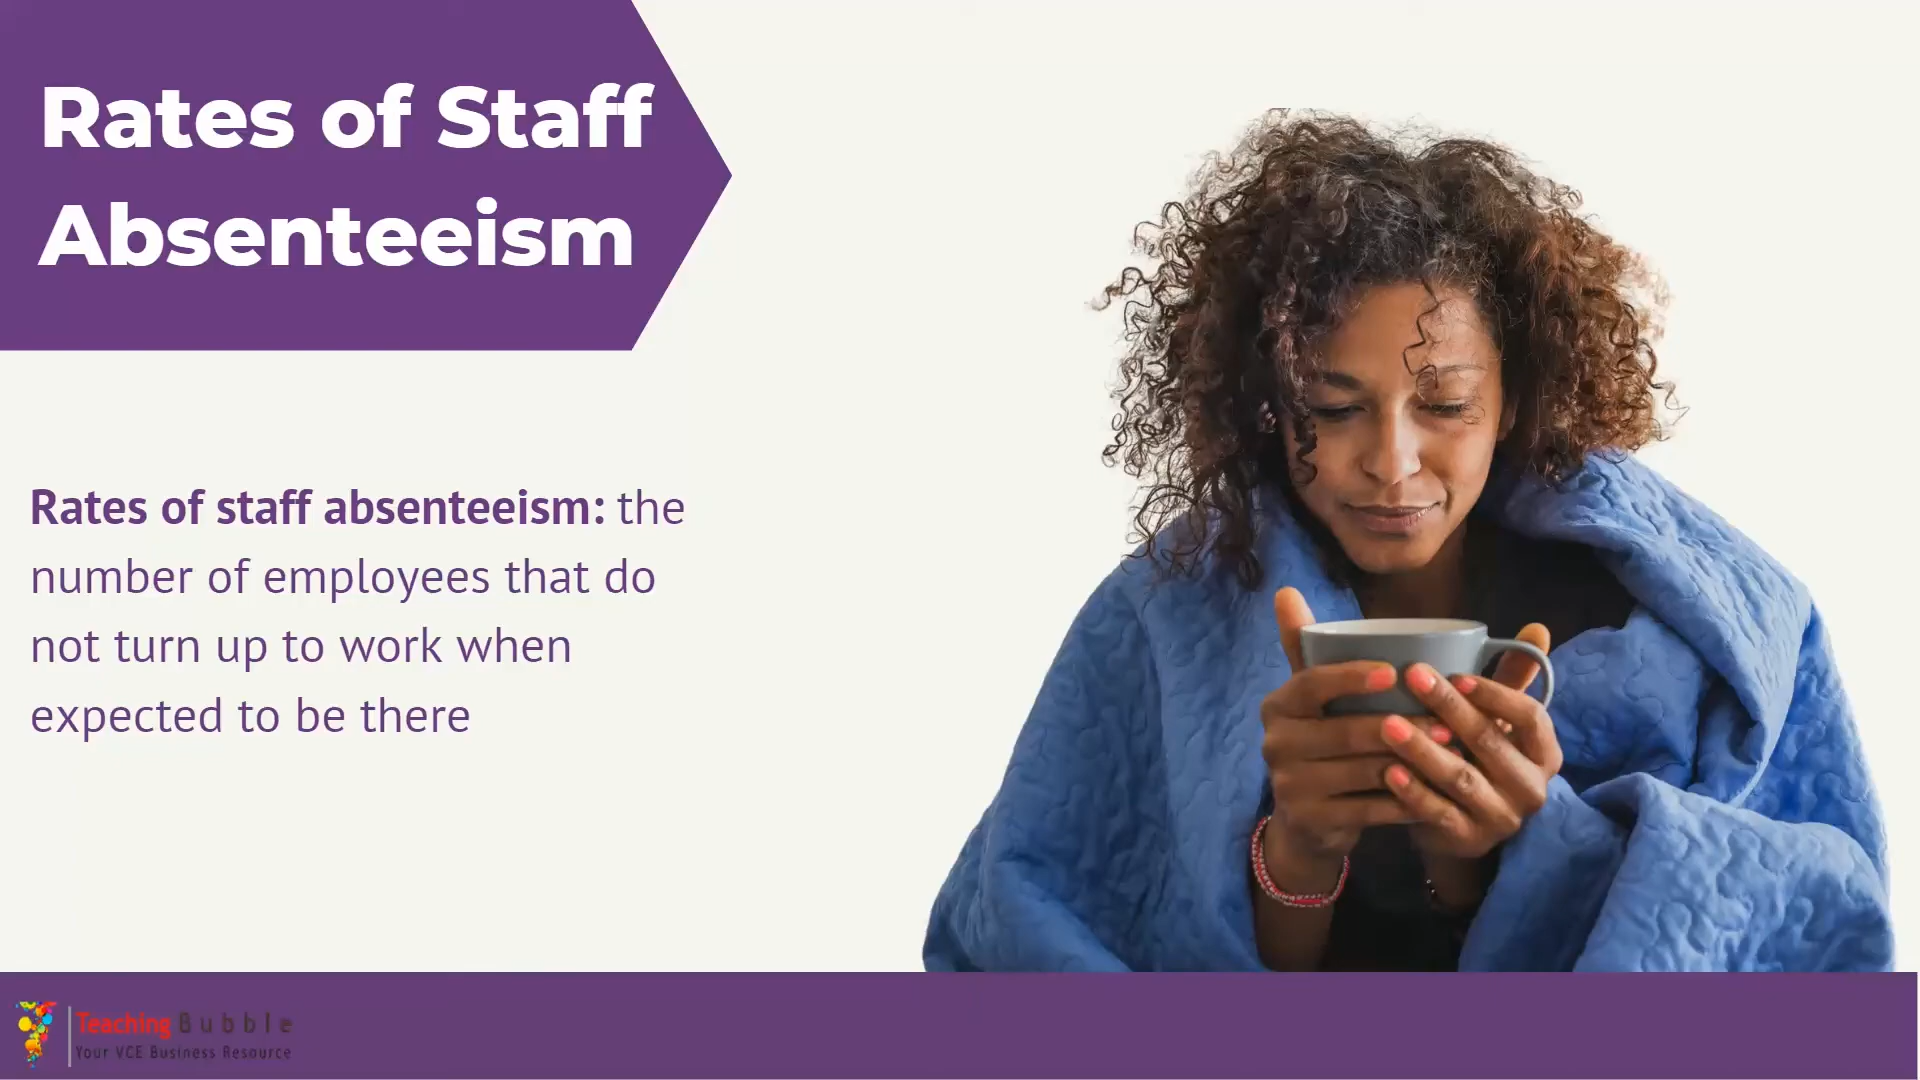 Rates of Staff
Absenteeism
Rates of staff absenteeism: the
number of employees that do
not turn up to work when
expected to be there
Teaching Bubble
Your VCE Business Resource